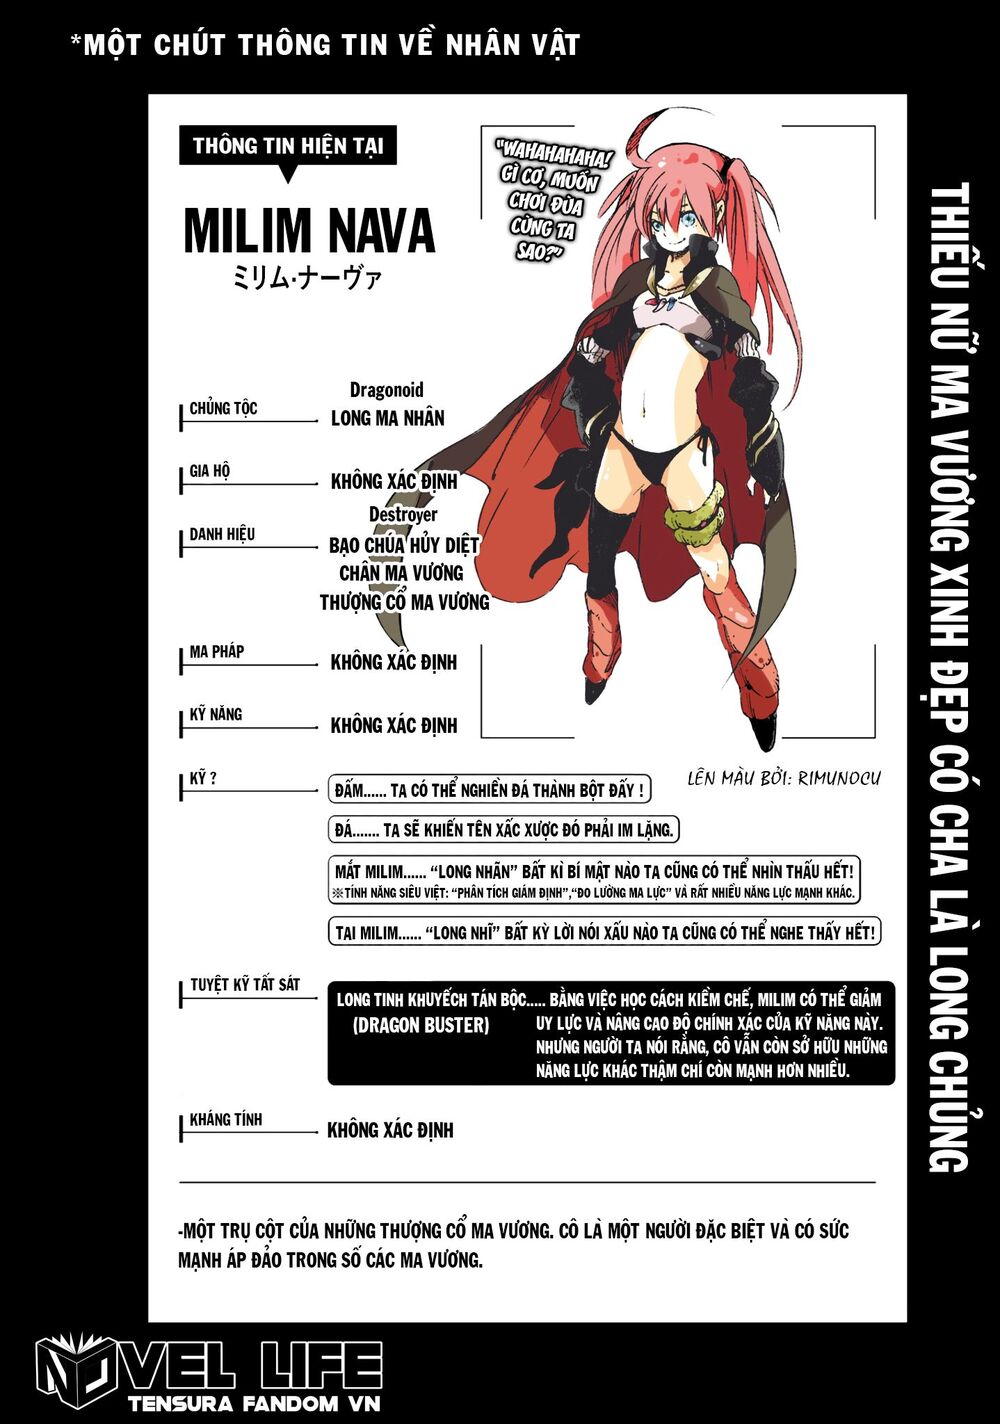 *MỘT CHÚT THÔNG TIN VỀ NHÂN VẬT
THÔNG TIN HIỆN TẠI
MILIM NAVA
ミリム・ナーヴァ
"WAHAHAHAHA!
GÌ CƠ, MUỐN
CHƠI ĐÙA
CÙNG TA
SAO?"
CHỦNG TỘC
Dragonoid
LONG MA NHÂN
GIA HỘ
KHÔNG XÁC ĐỊNH
DANH HIỆU
Destroyer
BẠO CHÚA HỦY DIỆT
CHÂN MA VƯƠNG
THƯỢNG CỔ MA VƯƠNG
MA PHÁP
KHÔNG XÁC ĐỊNH
KỸ NĂNG
KHÔNG XÁC ĐỊNH
LÊN MÀU BỞI: RIMUNOCU
KỸ ?
ĐẤM...... TA CÓ THỂ NGHIỀN ĐÁ THÀNH BỘT ĐẤY !
ĐÁ....... TA SẼ KHIẾN TÊN XẤC XƯỢC ĐÓ PHẢI IM LẶNG.
MẮT MILIM...... “LONG NHÃN” BẤT KÌ BÍ MẬT NÀO TA CŨNG CÓ THỂ NHÌN THẤU HẾT!
※TÍNH NĂNG SIÊU VIỆT: “PHÂN TÍCH GIÁM ĐỊNH”,“ĐO LƯỜNG MA LỰC” VÀ RẤT NHIỀU NĂNG LỰC MẠNH KHÁC.
TAI MILIM...... “LONG NHĨ” BẤT KỲ LỜI NÓI XẤU NÀO TA CŨNG CÓ THỂ NGHE THẤY HẾT!
TUYỆT KỸ TẤT SÁT
LONG TINH KHUYẾCH TÁN BỘC..... BẰNG VIỆC HỌC CÁCH KIỀM CHẾ, MILIM CÓ THỂ GIẢM
(DRAGON BUSTER) UY LỰC VÀ NÂNG CAO ĐỘ CHÍNH XÁC CỦA KỸ NĂNG NÀY.
NHƯNG NGƯỜI TA NÓI RẰNG, CÔ VẪN CÒN SỞ HỮU NHỮNG
NĂNG LỰC KHÁC THẬM CHÍ CÒN MẠNH HƠN NHIỀU.
KHÁNG TÍNH
KHÔNG XÁC ĐỊNH
-MỘT TRỤ CỘT CỦA NHỮNG THƯỢNG CỔ MA VƯƠNG. CÔ LÀ MỘT NGƯỜI ĐẶC BIỆT VÀ CÓ SỨC
MẠNH ÁP ĐẢO TRONG SỐ CÁC MA VƯƠNG.
THIẾU NỮ MA VƯƠNG XINH ĐẸP CÓ CHA LÀ LONG CHỦNG
NOVEL LIFE
TENSURA FANDOM VN